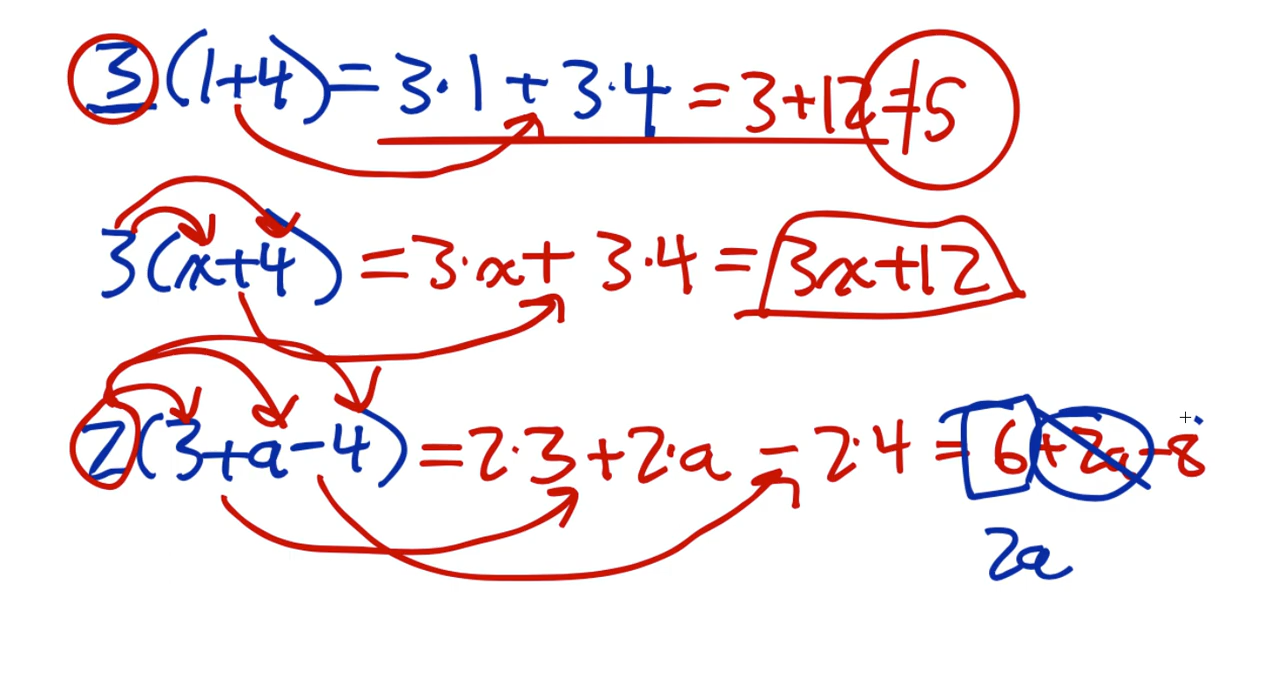 3(1+4)=3·1+3·4=3+12=15
3(x+4)=3·x+3·4=3x+12
2(3+a-4)=2·3+2·a-2·4=6+2a-8
2a